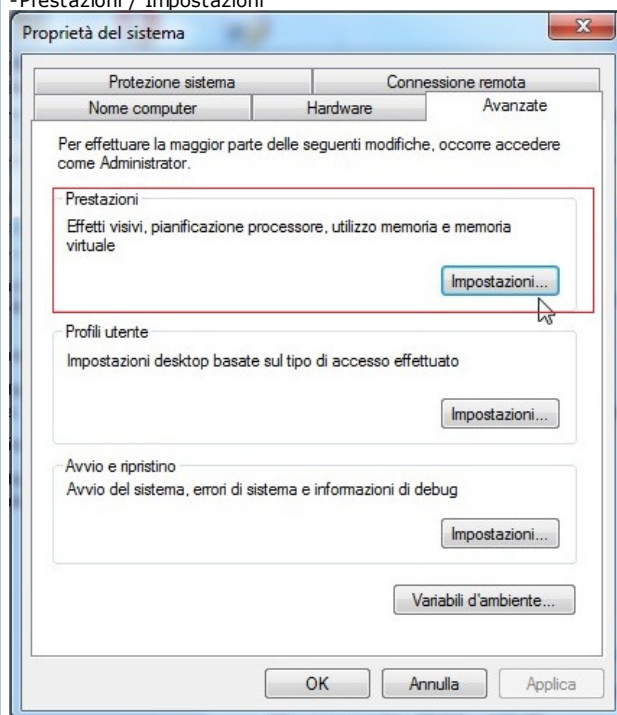 -Prestazioni / Impostazioni
Proprietà del sistema
Protezione sistema
Connessione remota
Nome computer
Hardware
Avanzate
Per effettuare la maggior parte delle seguenti modifiche, occorre accedere
come Administrator.
Prestazioni
Effetti visivi, pianificazione processore, utilizzo memoria e memoria
virtuale
Impostazioni...
Profili utente
Impostazioni desktop basate sul tipo di accesso effettuato
Impostazioni...
Avvio e ripristino
Avvio del sistema, errori di sistema e informazioni di debug
Impostazioni...
Variabili d'ambiente...
OK
Annulla
Applica